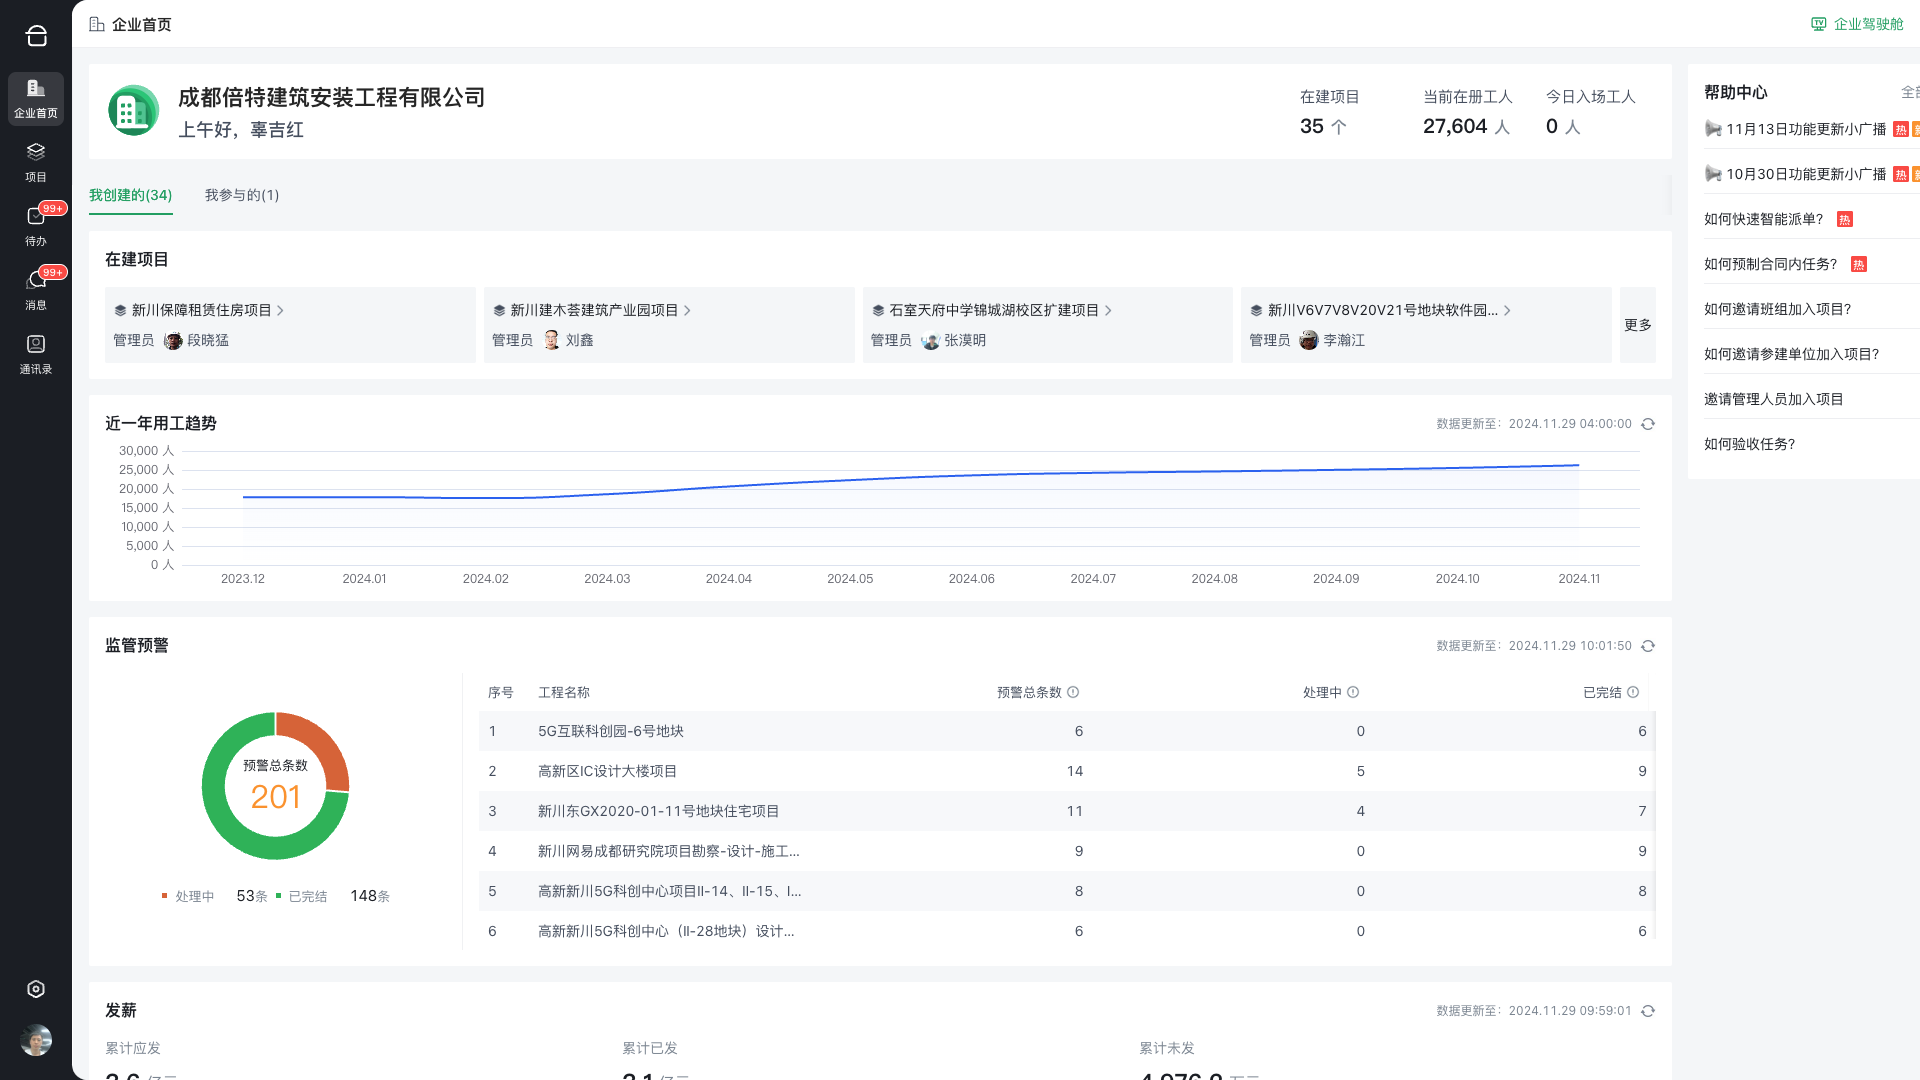 企业首页
企业驾驶舱
企业首页
项目
99+
待办
99+
消息
通讯录
成都倍特建筑安装工程有限公司
上午好，辜吉红
在建项目
35 个
当前在册工人
27,604 人
今日入场工人
0 人
我创建的(34)
我参与的(1)
在建项目
新川保障租赁住房项目
管理员 段晓猛
新川建木荟建筑产业园项目
管理员 刘鑫
石室天府中学锦城湖校区扩建项目
管理员 张漠明
新川V6V7V8V20V21号地块软件园...
管理员 李瀚江
更多
近一年用工趋势
数据更新至：2024.11.29 04:00:00
30,000 人
25,000 人
20,000 人
15,000 人
10,000 人
5,000 人
0 人
2023.12 2024.01 2024.02 2024.03 2024.04 2024.05 2024.06 2024.07 2024.08 2024.09 2024.10 2024.11
监管预警
数据更新至：2024.11.29 10:01:50
预警总条数
201
处理中 53条 已完结 148条
序号 工程名称 预警总条数 处理中 已完结
1 5G互联科创园-6号地块 6 0 6
2 高新区IC设计大楼项目 14 5 9
3 新川东GX2020-01-11号地块住宅项目 11 4 7
4 新川网易成都研究院项目勘察-设计-施工... 9 0 9
5 高新新川5G科创中心项目II-14、II-15、I... 8 0 8
6 高新新川5G科创中心（II-28地块）设计... 6 0 6
发薪
数据更新至：2024.11.29 09:59:01
累计应发
累计已发
累计未发
帮助中心
11月13日功能更新小广播 热
10月30日功能更新小广播 热
如何快速智能派单? 热
如何预制合同内任务? 热
如何邀请班组加入项目?
如何邀请参建单位加入项目?
邀请管理人员加入项目
如何验收任务?